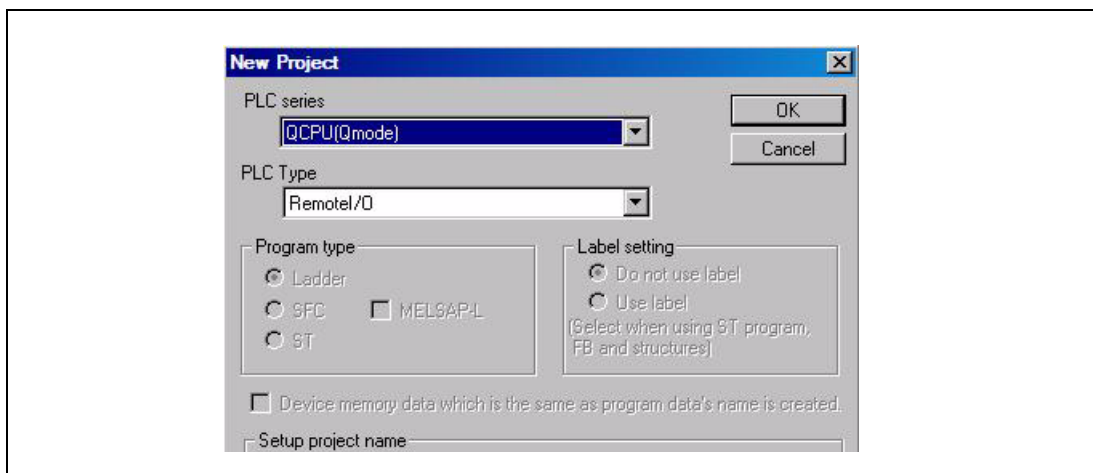 New Project
PLC series
QCPU(Qmode)
OK
Cancel
PLC Type
RemoteI/O
Program type
Ladder
SFC
MELSAP-L
ST
Label setting
Do not use label
Use label
(Select when using ST program,
FB and structures)
Device memory data which is the same as program data's name is created.
Setup project name